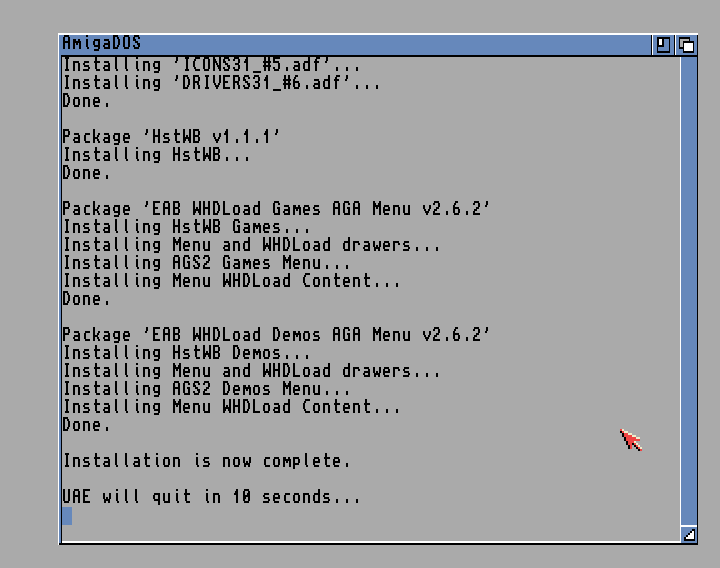 AmigaDOS
Installing 'ICONS31_#5.adf'...
Installing 'DRIVERS31_#6.adf'...
Done.
Package 'HstWB v1.1.1'
Installing HstWB...
Done.
Package 'EAB WHDLoad Games AGA Menu v2.6.2'
Installing HstWB Games...
Installing Menu and WHDLoad drawers...
Installing AGS2 Games Menu...
Installing Menu WHDLoad Content...
Done.
Package 'EAB WHDLoad Demos AGA Menu v2.6.2'
Installing HstWB Demos...
Installing Menu and WHDLoad drawers...
Installing AGS2 Demos Menu...
Installing Menu WHDLoad Content...
Done.
Installation is now complete.
UAE will quit in 10 seconds...